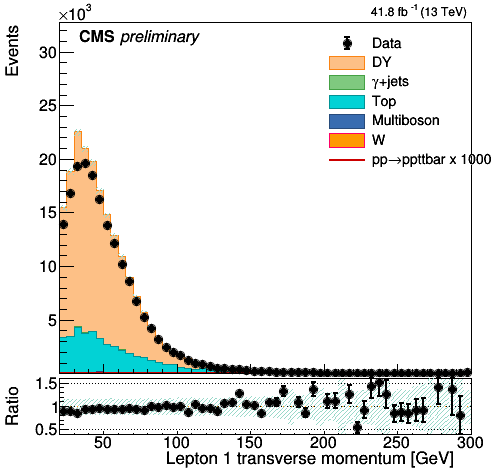 ×10³
41.8 fb⁻¹ (13 TeV)
CMS preliminary
Events
30
25
20
15
10
5
Data
DY
γ+jets
Top
Multiboson
W
pp→ppttbar x 1000
Ratio
1.5
1
0.5
50 100 150 200 250 300
Lepton 1 transverse momentum [GeV]